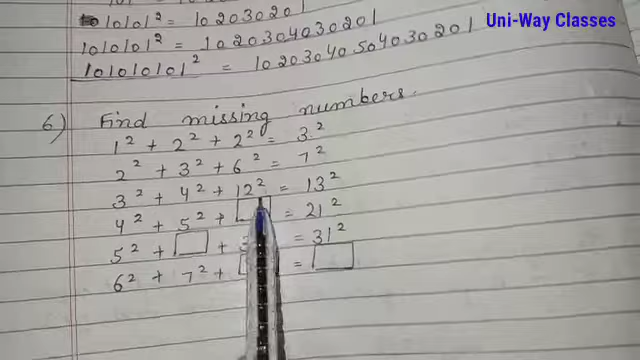 10101² = 102030201
Uni-Way Classes
1010101² = 1020304030201
101010101² = 10203040504030201
6) Find missing numbers.
1² + 2² + 2² = 3²
2² + 3² + 6² = 7²
3² + 4² + 12² = 13²
4² + 5² + = 21²
5² + + 3 = 31²
6² + 7² + =